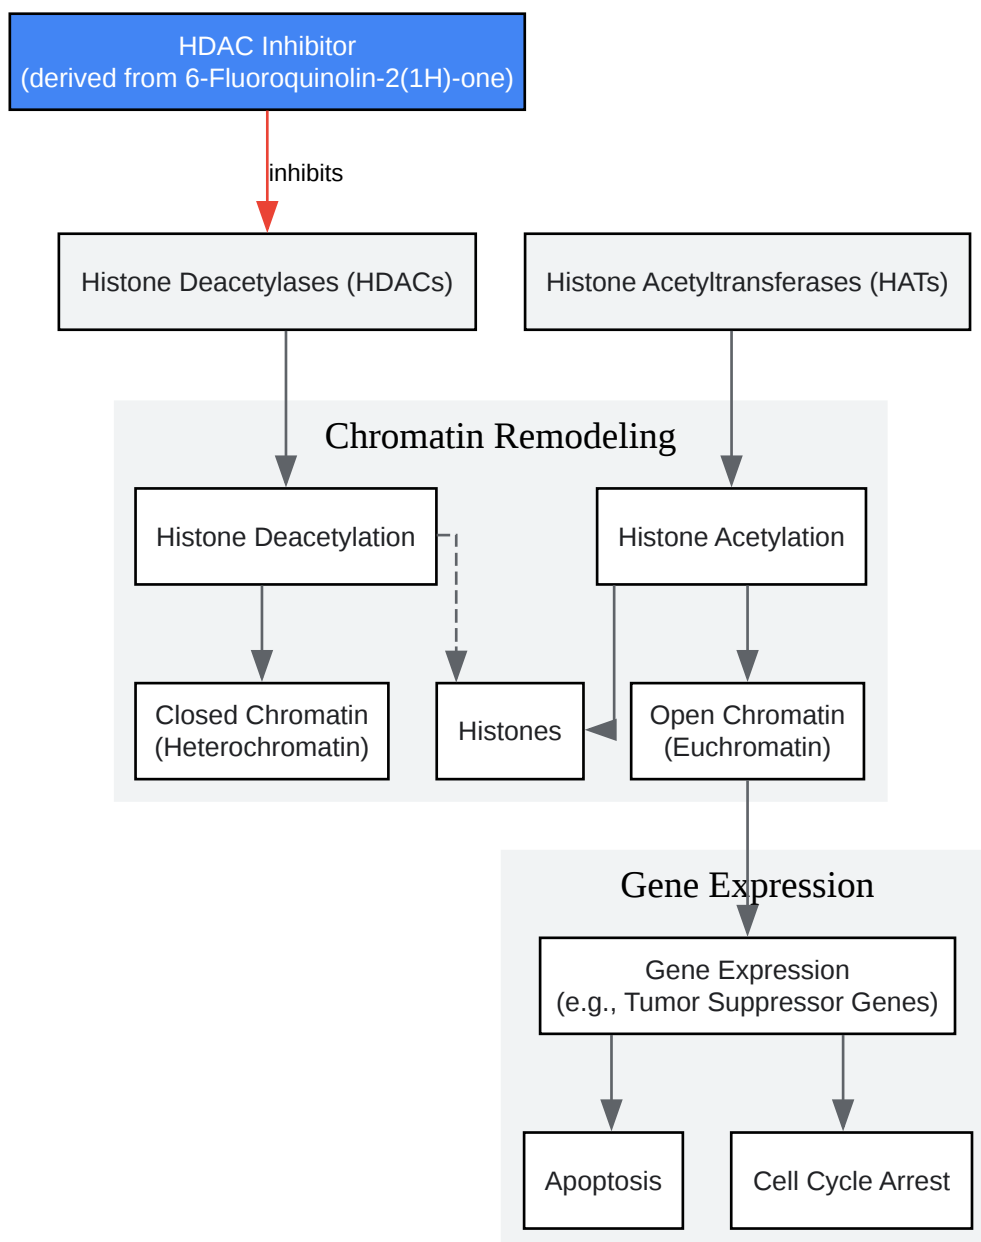 HDAC Inhibitor
(derived from 6-Fluoroquinolin-2(1H)-one)
inhibits
Histone Deacetylases (HDACs)
Histone Acetyltransferases (HATs)
Chromatin Remodeling
Histone Deacetylation
Histone Acetylation
Closed Chromatin
(Heterochromatin)
Histones
Open Chromatin
(Euchromatin)
Gene Expression
Gene Expression
(e.g., Tumor Suppressor Genes)
Apoptosis
Cell Cycle Arrest